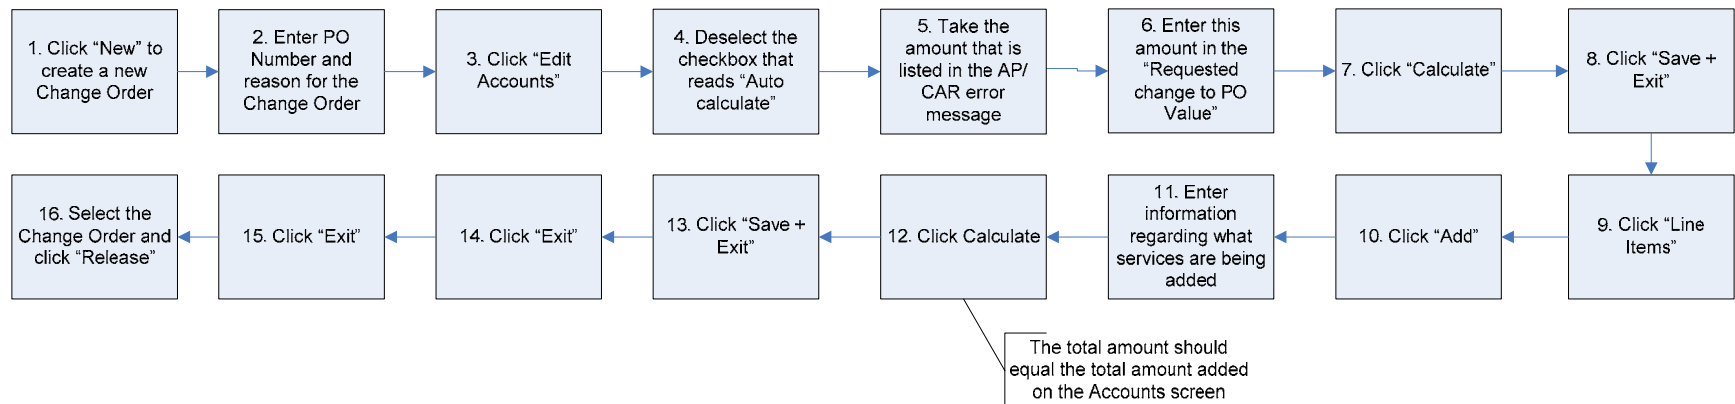 1. Click “New” to
create a new
Change Order
2. Enter PO
Number and
reason for the
Change Order
3. Click “Edit
Accounts”
4. Deselect the
checkbox that
reads “Auto
calculate”
5. Take the
amount that is
listed in the AP/
CAR error
message
6. Enter this
amount in the
“Requested
change to PO
Value”
7. Click “Calculate”
8. Click “Save +
Exit”
9. Click “Line
Items”
10. Click “Add”
11. Enter
information
regarding what
services are being
added
12. Click Calculate
The total amount should
equal the total amount added
on the Accounts screen
13. Click “Save +
Exit”
14. Click “Exit”
15. Click “Exit”
16. Select the
Change Order and
click “Release”